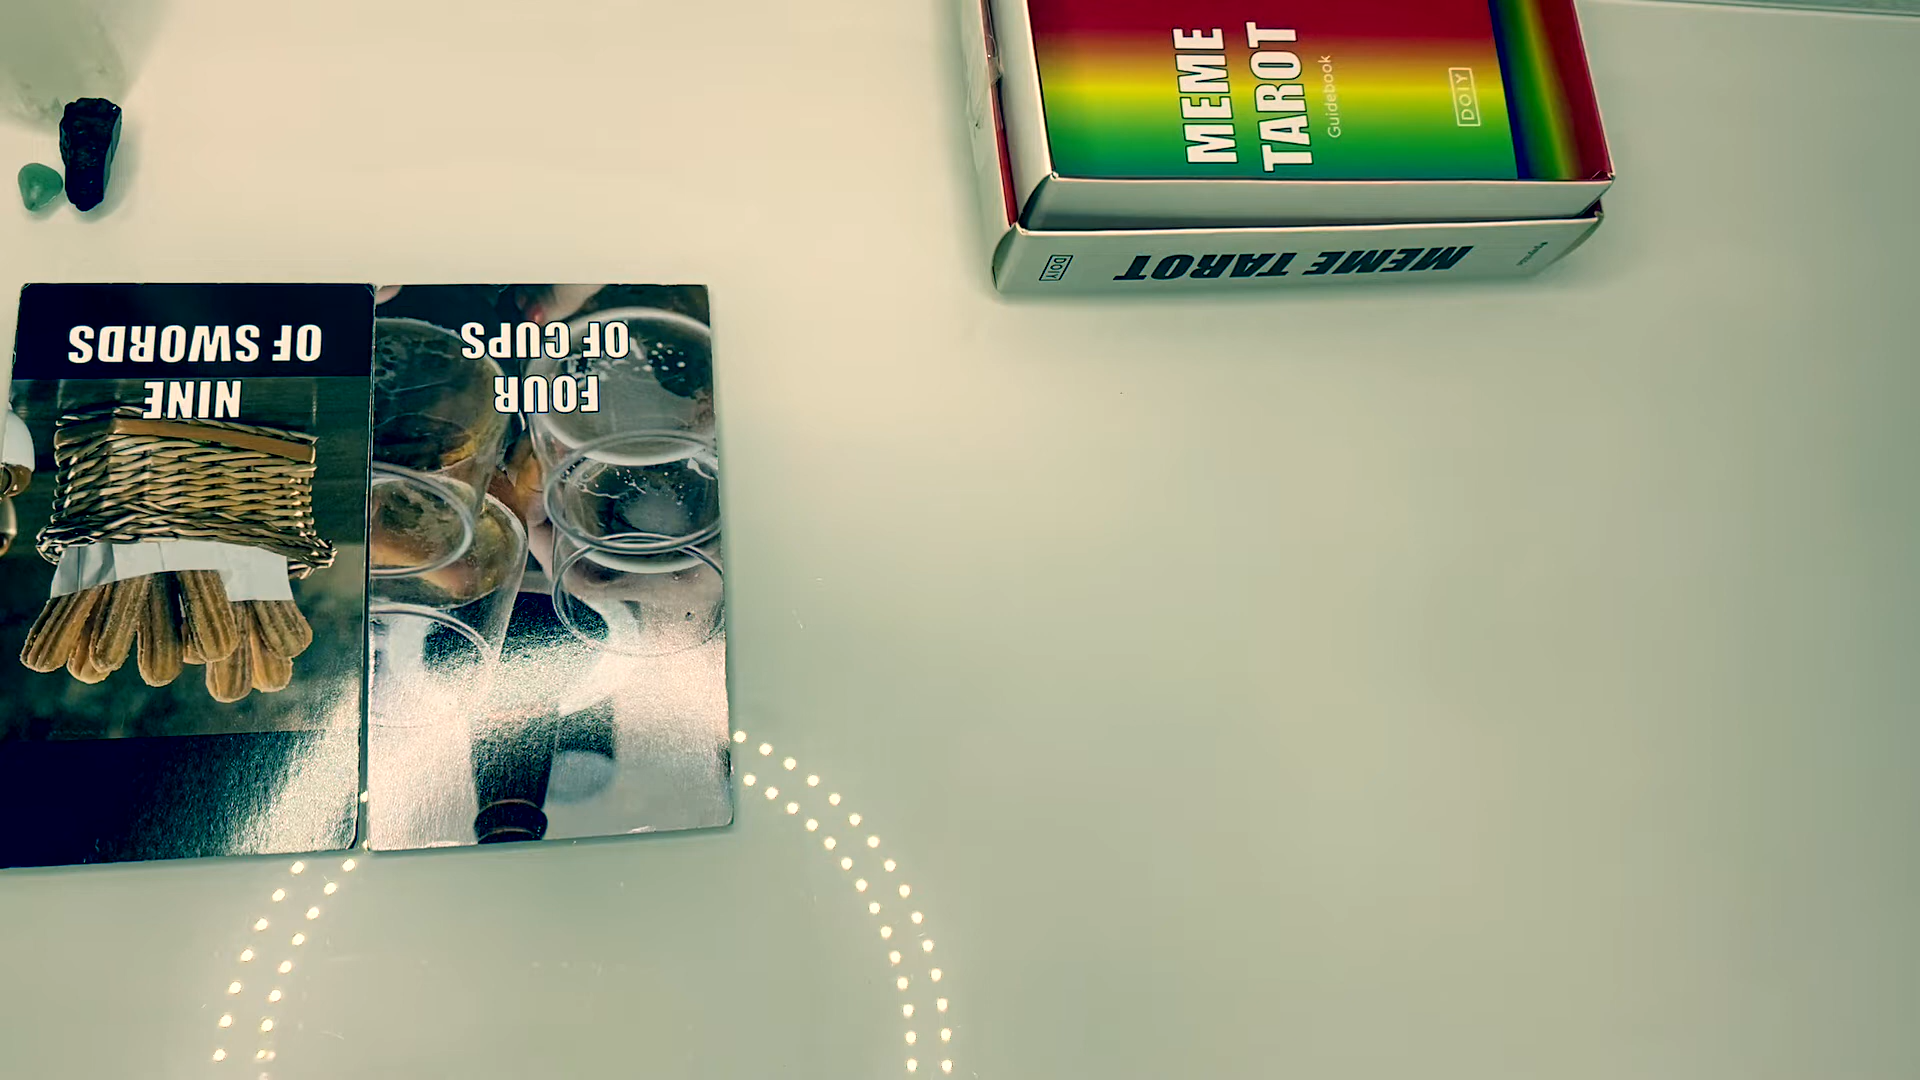 MEME
TAROT
Guidebook
DOIY
DOIY
MEME TAROT
NINE
OF SWORDS
FOUR
OF CUPS